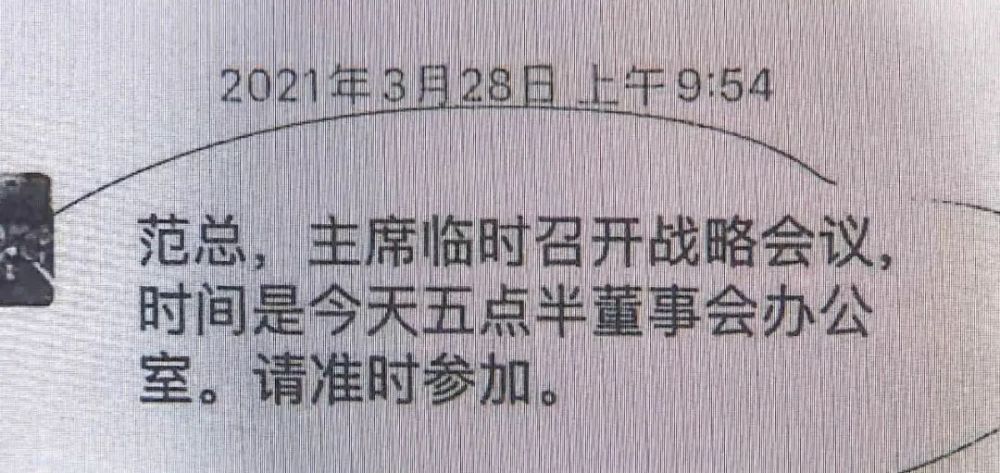 2021年3月28日 上午9:54
范总，主席临时召开战略会议，
时间是今天五点半董事会办公
室。请准时参加。